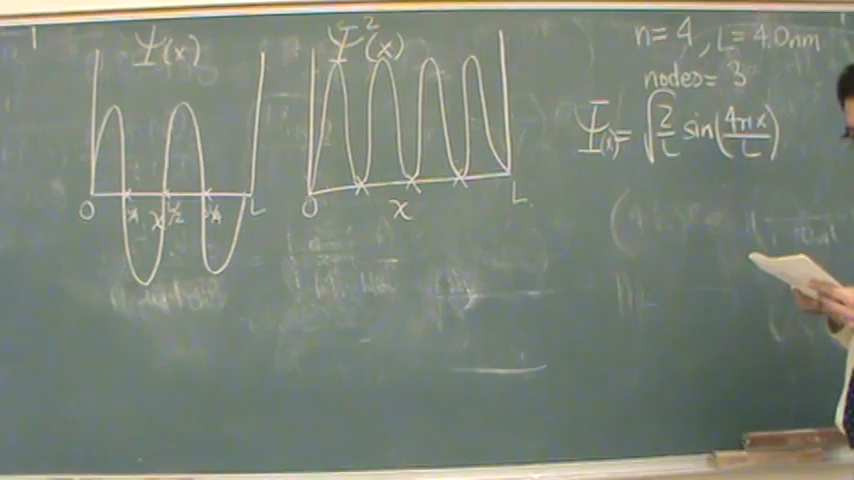 Ψ(x)
0 L/4 x L/2 3L/4 L
Ψ²(x)
0 x L
n=4, L=4.0nm
nodes=3
Ψ(x)=√(2/L) sin(4πx/L)